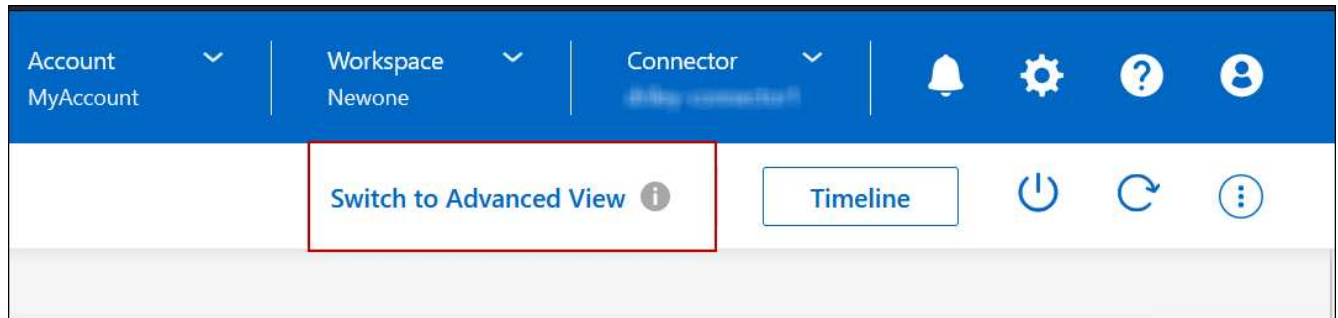 Account
MyAccount
Workspace
Newone
Connector
Switch to Advanced View
Timeline